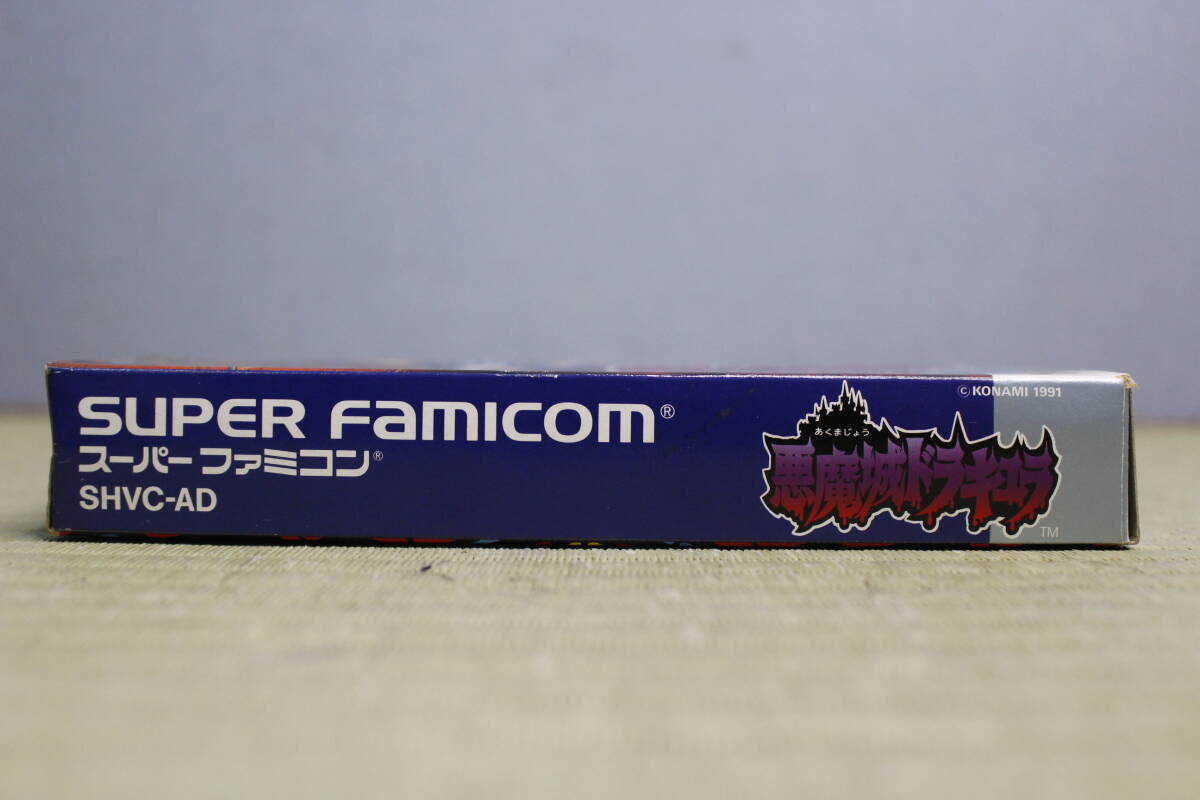 SUPER FAMICOM®
スーパーファミコン®
SHVC-AD
© KONAMI 1991
あくまじょう
悪魔城ドラキュラ
TM